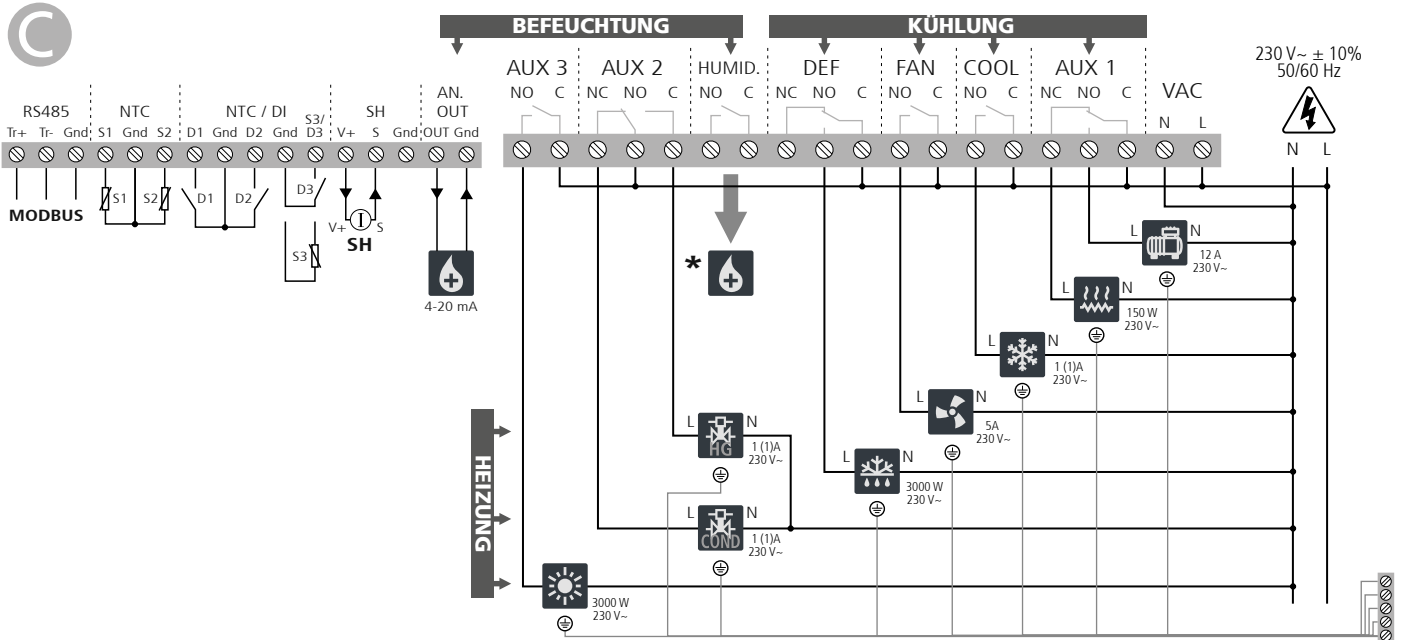 C
BEFEUCHTUNG
KÜHLUNG
230 V~ ± 10%
50/60 Hz
AUX 3
AUX 2
HUMID.
DEF
FAN
COOL
AUX 1
VAC
NO C
NC NO C
NO C
NC NO C
NO C
NO C
NC NO C
N L
N L
RS485
NTC
NTC / DI
SH
AN.
OUT
Tr+ Tr- Gnd
S1 Gnd S2
D1 Gnd D2 Gnd S3/
D3
V+ S Gnd
OUT Gnd
MODBUS
S1
S2
D1
D2
D3
S3
V+ I S
SH
4-20 mA
*
L N
12 A
230 V~
L N
150 W
230 V~
L N
1 (1)A
230 V~
L N
5A
230 V~
L N
3000 W
230 V~
HEIZUNG
L N
HG
1 (1)A
230 V~
L N
COND
1 (1)A
230 V~
3000 W
230 V~